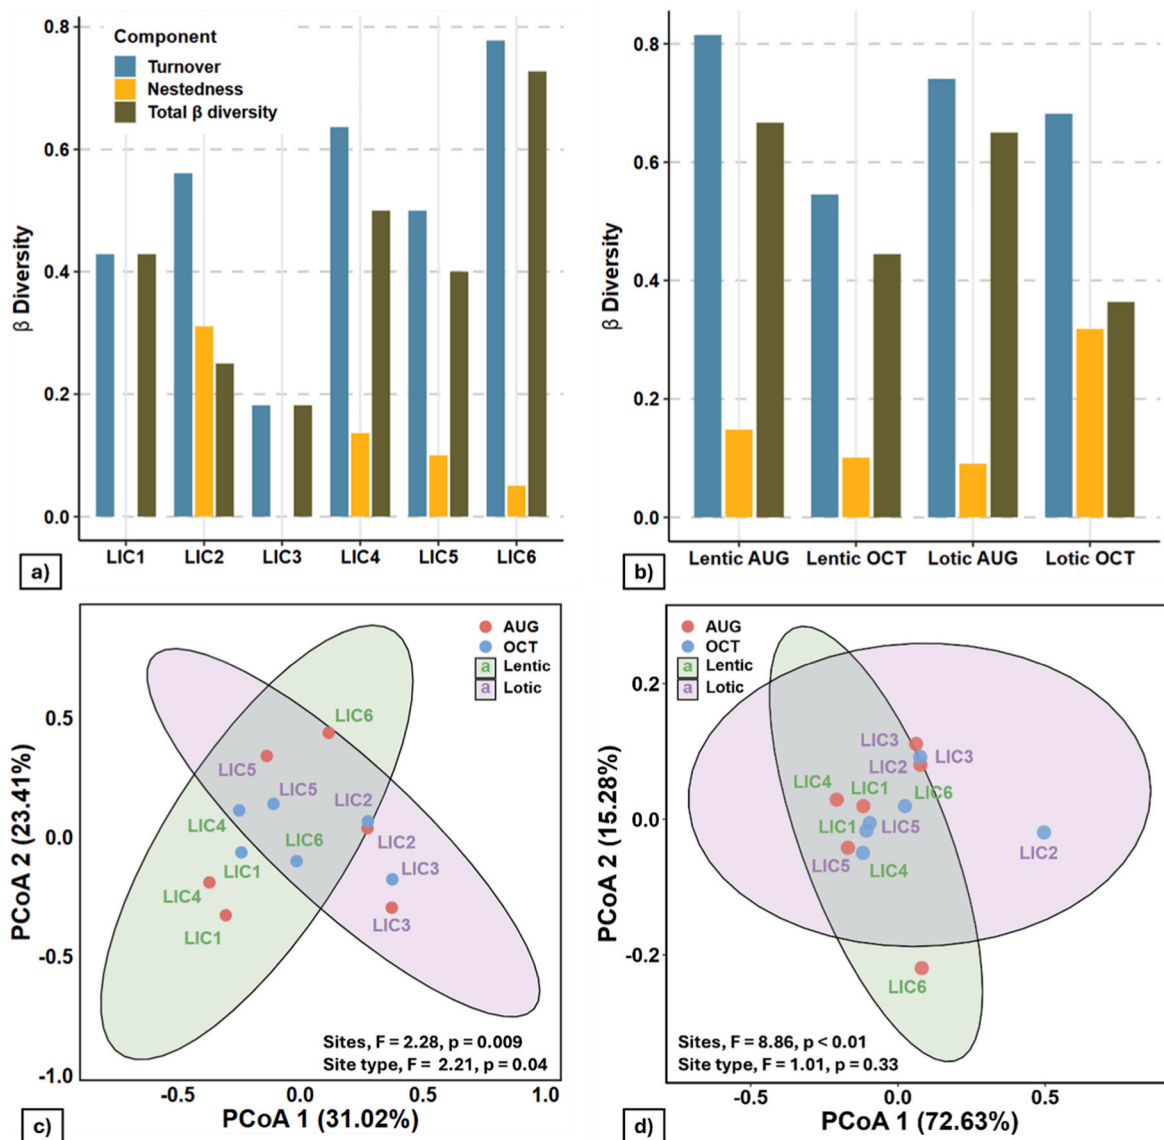 Component
Turnover
Nestedness
Total β diversity
β Diversity
0.8
0.6
0.4
0.2
0.0
LIC1 LIC2 LIC3 LIC4 LIC5 LIC6
a)
β Diversity
0.8
0.6
0.4
0.2
0.0
Lentic AUG Lentic OCT Lotic AUG Lotic OCT
b)
AUG
OCT
a Lentic
a Lotic
PCoA 2 (23.41%)
0.5
0.0
-0.5
-1.0
LIC6
LIC5
LIC5
LIC2
LIC4
LIC6
LIC2
LIC1
LIC3
LIC4
LIC3
LIC1
Sites, F = 2.28, p = 0.009
Site type, F = 2.21, p = 0.04
-0.5 0.0 0.5 1.0
PCoA 1 (31.02%)
c)
AUG
OCT
a Lentic
a Lotic
PCoA 2 (15.28%)
0.2
0.0
-0.2
LIC3
LIC3
LIC2
LIC4
LIC1
LIC6
LIC1
LIC5
LIC2
LIC5
LIC4
LIC6
Sites, F = 8.86, p < 0.01
Site type, F = 1.01, p = 0.33
-0.5 0.0 0.5
PCoA 1 (72.63%)
d)